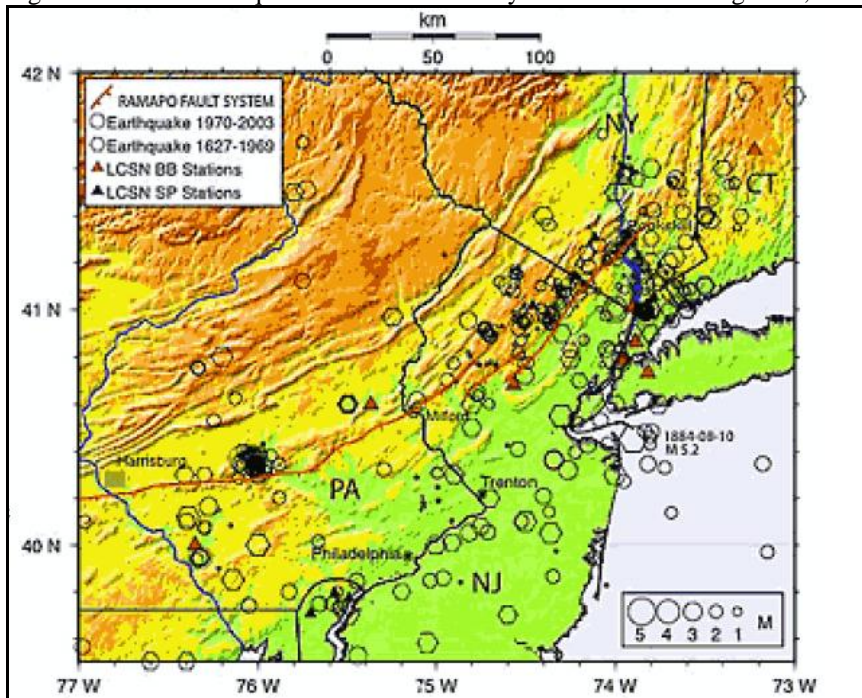 km
0 50 100
42 N
RAMAPO FAULT SYSTEM
Earthquake 1970-2003
Earthquake 1627-1969
LCSN BB Stations
LCSN SP Stations
NY
CT
41 N
Milford
1884-08-10
M 5.2
Harrisburg
PA
Trenton
40 N
Philadelphia
NJ
5 4 3 2 1 M
77 W 76 W 75 W 74 W 73 W